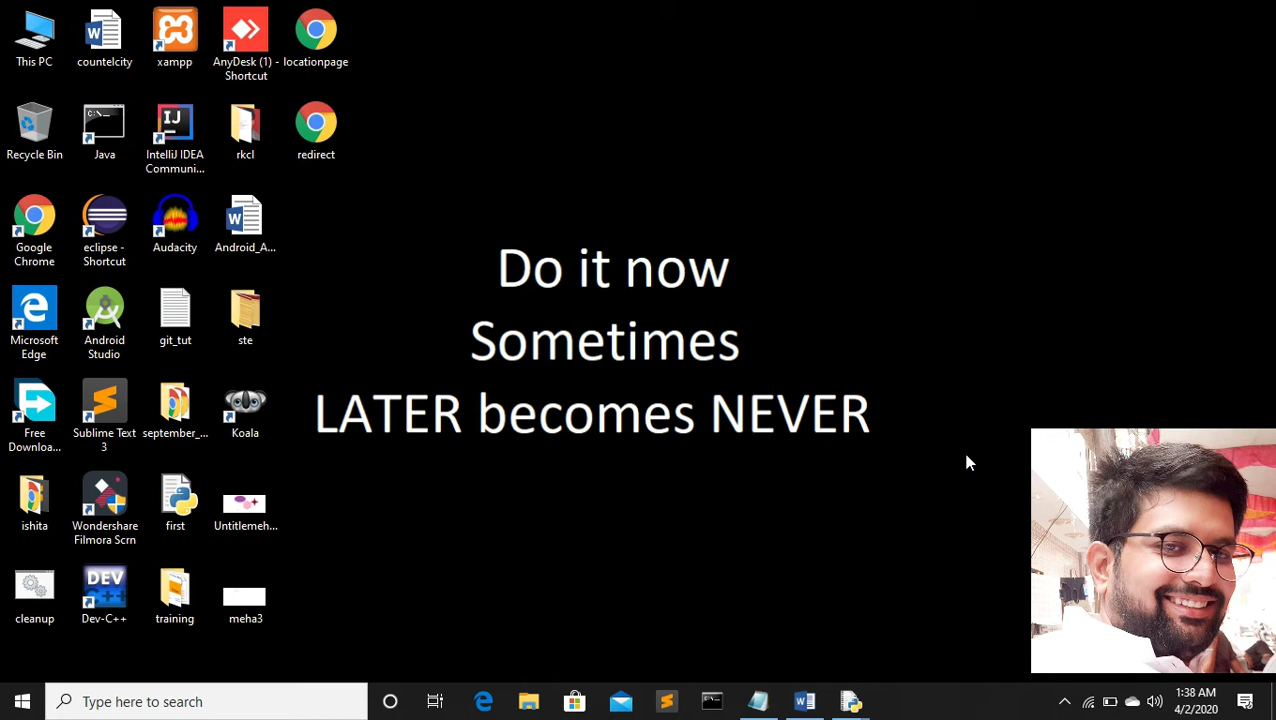 This PC
countelcity
xampp
AnyDesk (1) - Shortcut
locationpage
Recycle Bin
C:\_
Java
IJ
IntelliJ IDEA Communi...
rkcl
redirect
Google Chrome
eclipse - Shortcut
Audacity
W
Android_A...
Microsoft Edge
Android Studio
git_tut
ste
Free Downloa...
Sublime Text 3
september_...
Koala
ishita
Wondershare Filmora Scrn
first
Untitlemeh...
cleanup
DEV C++
Dev-C++
training
meha3
Do it now
Sometimes
LATER becomes NEVER
Type here to search
1:38 AM
4/2/2020